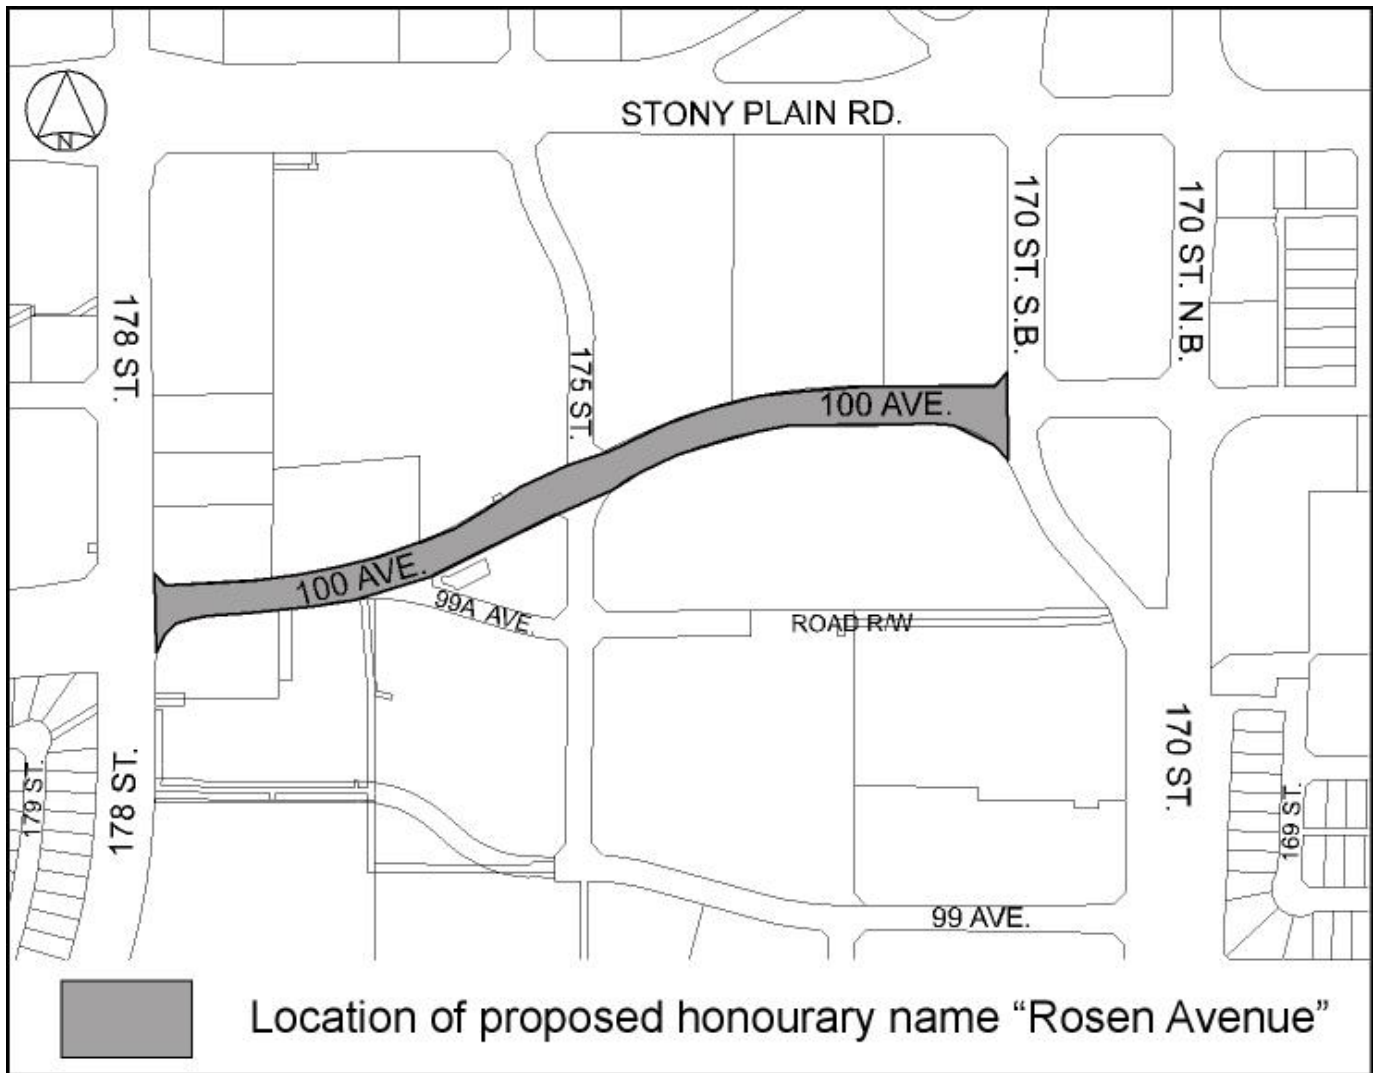 STONY PLAIN RD.
N
170 ST. S.B.
170 ST. N.B.
178 ST.
175 ST.
100 AVE.
100 AVE.
99A AVE.
ROAD R/W
170 ST.
178 ST.
179 ST.
169 ST.
99 AVE.
Location of proposed honourary name “Rosen Avenue”